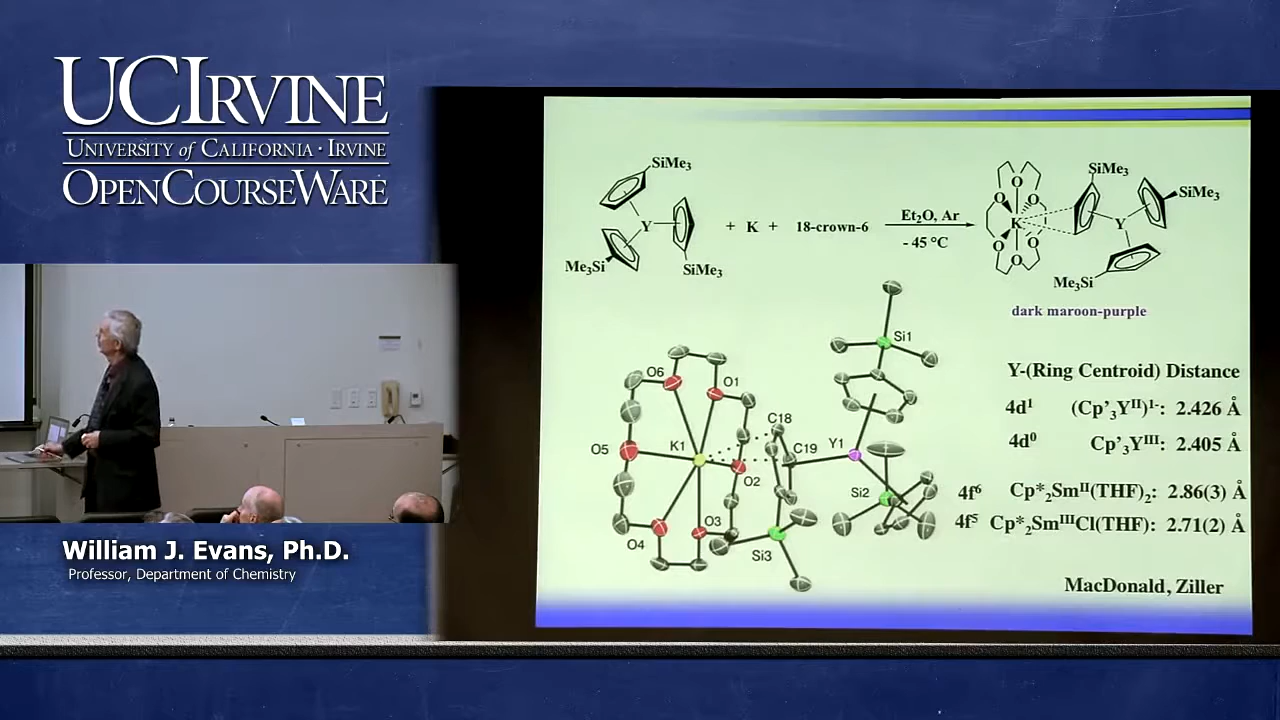 UCIRVINE
UNIVERSITY of CALIFORNIA · IRVINE
OPENCOURSEWARE
SiMe3
Y
Me3Si
SiMe3
+ K + 18-crown-6
Et2O, Ar
- 45 °C
O
O
O
K
O
O
O
SiMe3
SiMe3
Y
Me3Si
dark maroon-purple
Si1
O6
O1
C18
K1
C19
Y1
O5
O2
Si2
O4
O3
Si3
Y-(Ring Centroid) Distance
4d1 (Cp'3YII)1-: 2.426 Å
4d0 Cp'3YIII: 2.405 Å
4f6 Cp*2SmII(THF)2: 2.86(3) Å
4f5 Cp*2SmIIICl(THF): 2.71(2) Å
MacDonald, Ziller
William J. Evans, Ph.D.
Professor, Department of Chemistry